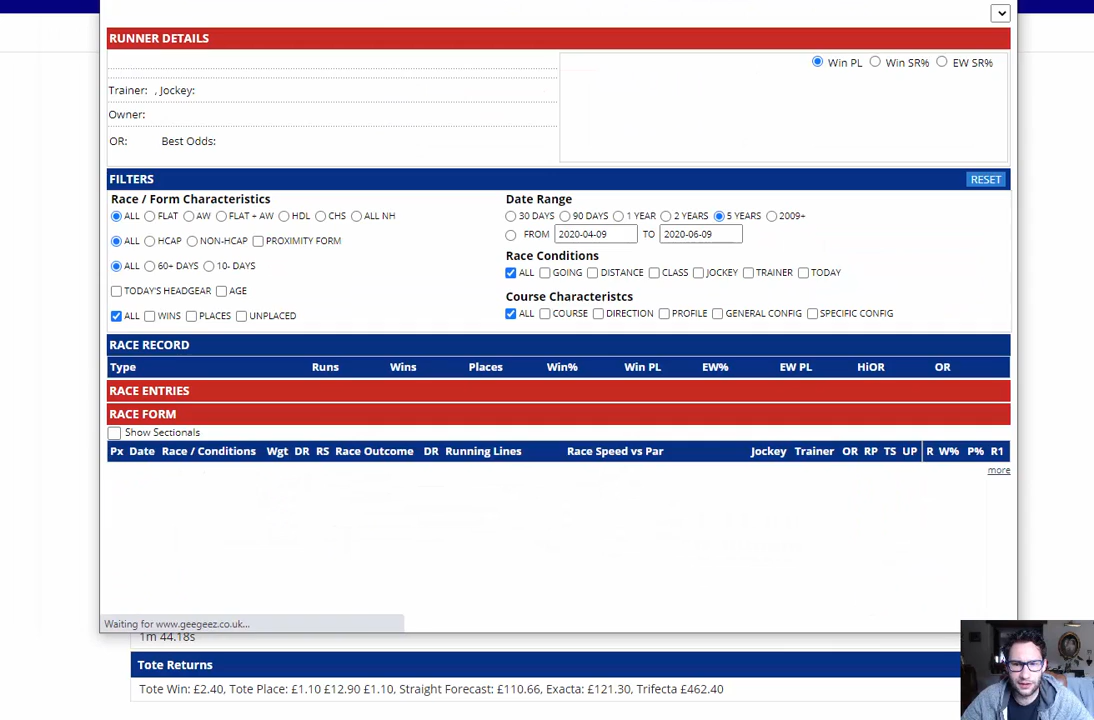 RUNNER DETAILS
Win PL Win SR% EW SR%
Trainer: , Jockey:
Owner:
OR: Best Odds:
FILTERS RESET
Race / Form Characteristics Date Range
ALL FLAT AW FLAT + AW HDL CHS ALL NH 30 DAYS 90 DAYS 1 YEAR 2 YEARS 5 YEARS 2009+
FROM 2020-04-09 TO 2020-06-09
ALL HCAP NON-HCAP PROXIMITY FORM
Race Conditions
ALL 60+ DAYS 10- DAYS ALL GOING DISTANCE CLASS JOCKEY TRAINER TODAY
TODAY'S HEADGEAR AGE Course Characteristcs
ALL WINS PLACES UNPLACED ALL COURSE DIRECTION PROFILE GENERAL CONFIG SPECIFIC CONFIG
RACE RECORD
Type Runs Wins Places Win% Win PL EW% EW PL HiOR OR
RACE ENTRIES
RACE FORM
Show Sectionals
Px Date Race / Conditions Wgt DR RS Race Outcome DR Running Lines Race Speed vs Par Jockey Trainer OR RP TS UP R W% P% R1
more
Waiting for www.geegeez.co.uk...
1m 44.18s
Tote Returns
Tote Win: £2.40, Tote Place: £1.10 £12.90 £1.10, Straight Forecast: £110.66, Exacta: £121.30, Trifecta £462.40